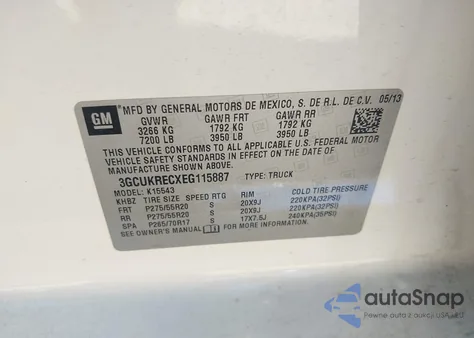 GM
MFD BY GENERAL MOTORS DE MEXICO, S. DE R.L. DE C.V. 05/13
GVWR GAWR FRT GAWR RR
3266 KG 1792 KG 1792 KG
7200 LB 3950 LB 3950 LB
THIS VEHICLE CONFORMS TO ALL APPLICABLE U.S. FEDERAL MOTOR
VEHICLE SAFETY STANDARDS IN EFFECT ON THE DATE OF
MANUFACTURE SHOWN ABOVE.
3GCUKRECXEG115887 TYPE: TRUCK
MODEL: K15543
KHBZ TIRE SIZE SPEED RTG RIM COLD TIRE PRESSURE
FRT P275/55R20 S 20X9J 220KPA(32PSI)
RR P275/55R20 S 20X9J 220KPA(32PSI)
SPA P265/70R17 S 17X7.5J 240KPA(35PSI)
SEE OWNER'S MANUAL FOR MORE INFORMATION.
autoSnap
Pewne auta z aukcji USA